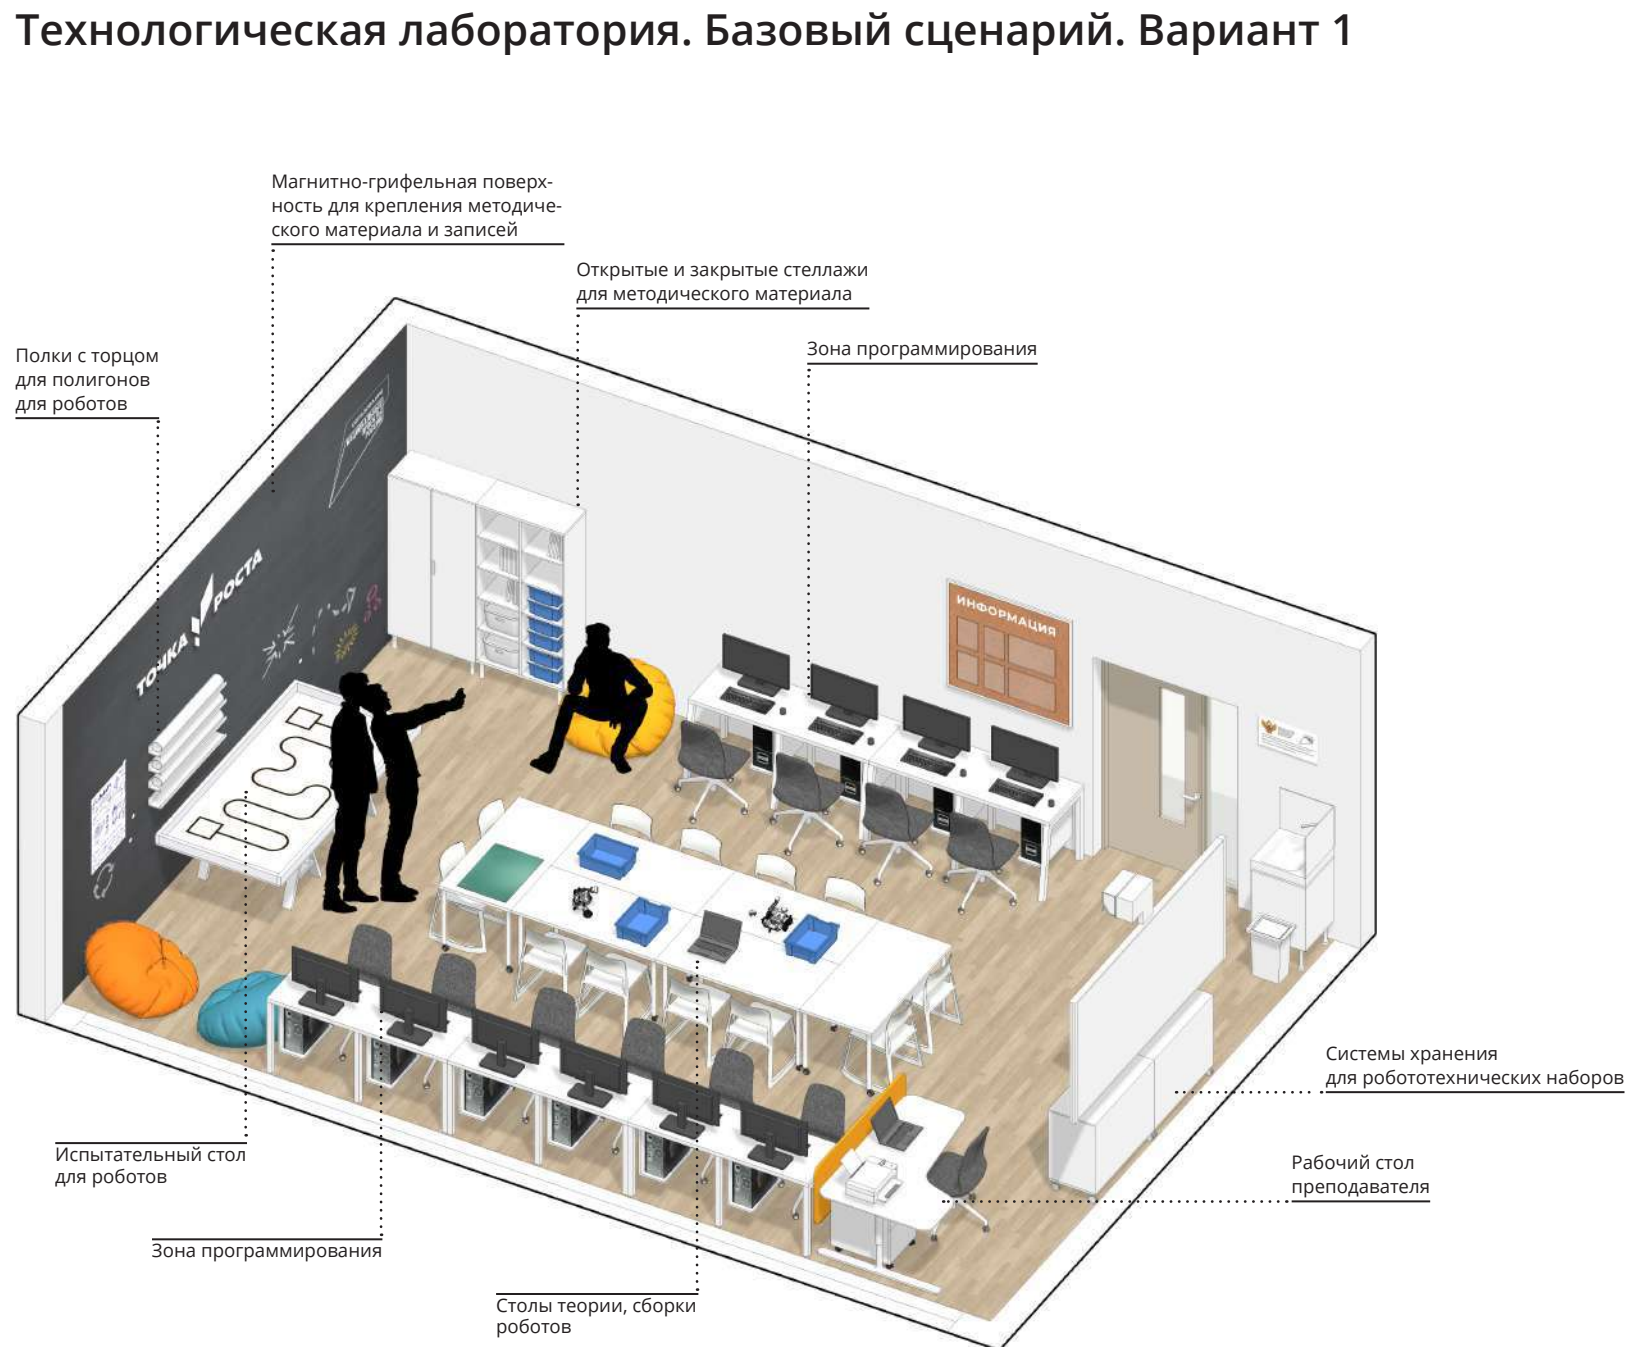 Технологическая лаборатория. Базовый сценарий. Вариант 1
Магнитно-грифельная поверх-
ность для крепления методиче-
ского материала и записей
Открытые и закрытые стеллажи
для методического материала
Зона программирования
Полки с торцом
для полигонов
для роботов
ТОЧКА РОСТА
ИНФОРМАЦИЯ
Системы хранения
для робототехнических наборов
Испытательный стол
для роботов
Рабочий стол
преподавателя
Зона программирования
Столы теории, сборки
роботов